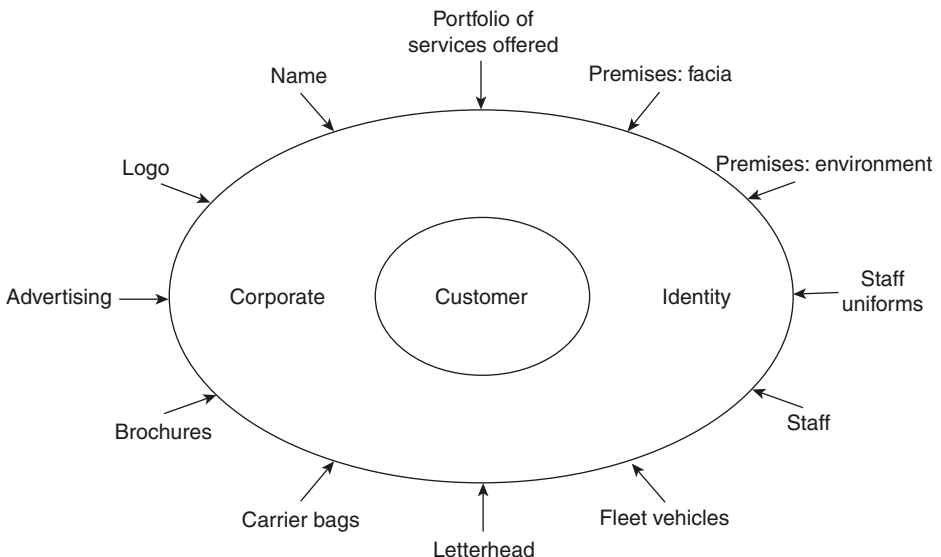 Portfolio of
services offered
Name
Premises: facia
Logo
Premises: environment
Advertising
Corporate
Customer
Identity
Staff
uniforms
Brochures
Staff
Carrier bags
Fleet vehicles
Letterhead